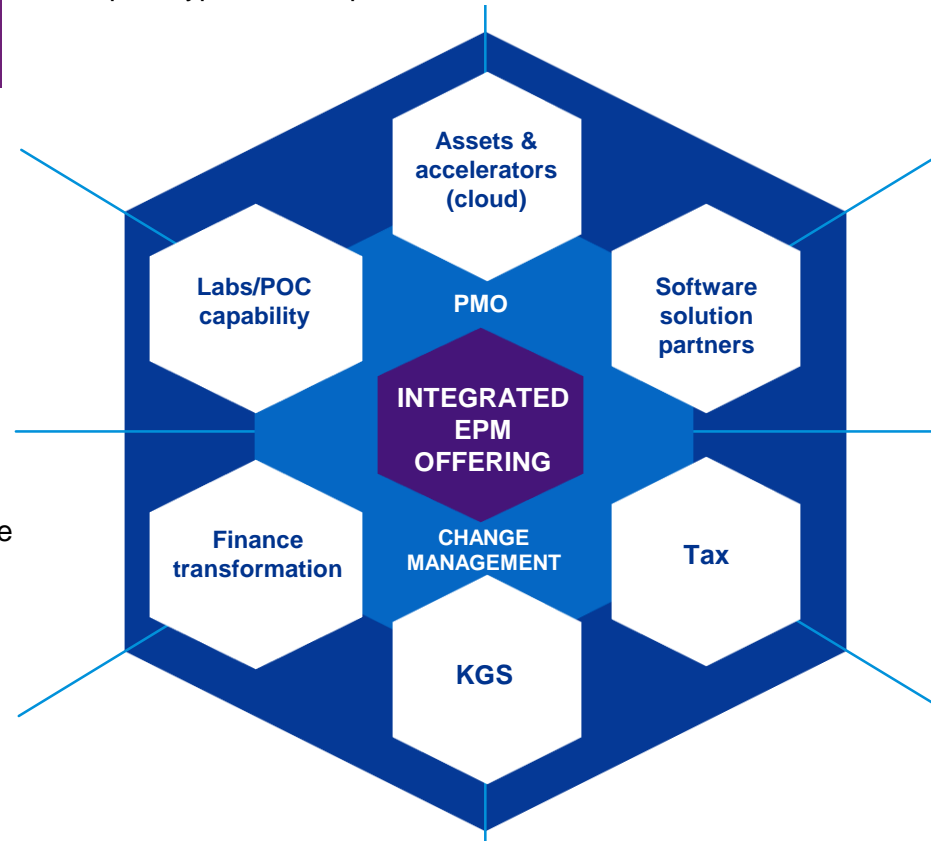 Assets &
accelerators
(cloud)
Labs/POC
capability
PMO
Software
solution
partners
INTEGRATED
EPM
OFFERING
e
Finance
transformation
CHANGE
MANAGEMENT
Tax
KGS